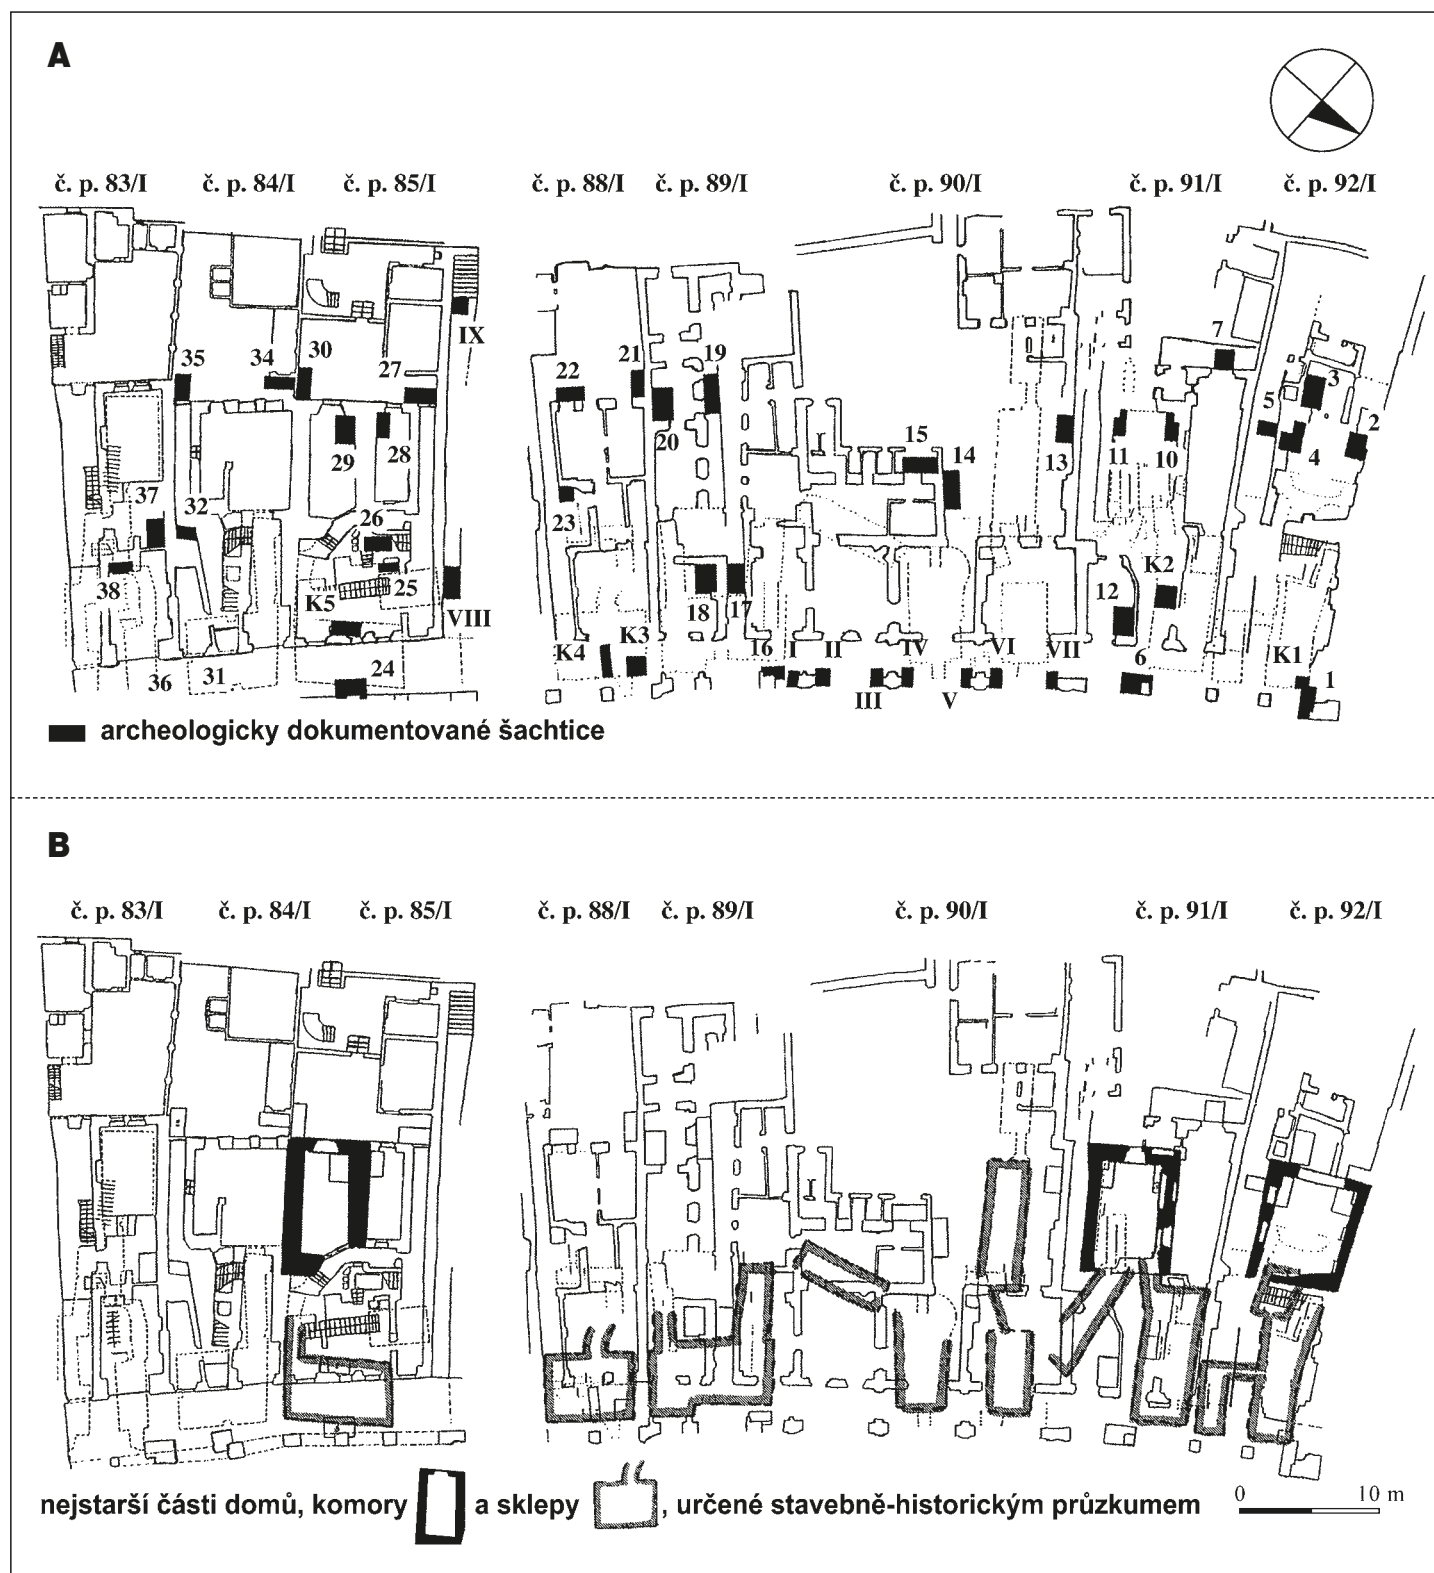 A
č. p. 83/I č. p. 84/I č. p. 85/I č. p. 88/I č. p. 89/I č. p. 90/I č. p. 91/I č. p. 92/I
IX
7
35 34 30 27 22 21 19 3
5 2
20 15 14 13 11 10 4
29 28
37 32 26 23
38 K5 25 VIII 18 17 12 K2
K4 K3 16 I II IV VI VII 6 K1
36 31 24 III V 1
archeologicky dokumentované šachtice
B
č. p. 83/I č. p. 84/I č. p. 85/I č. p. 88/I č. p. 89/I č. p. 90/I č. p. 91/I č. p. 92/I
nejstarší části domů, komory a sklepy , určené stavebně-historickým průzkumem 0 10 m